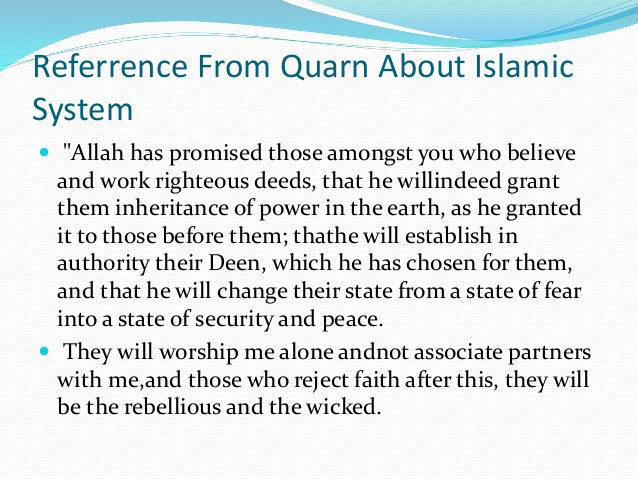 Referrence From Quarn About Islamic
System
• "Allah has promised those amongst you who believe
and work righteous deeds, that he willindeed grant
them inheritance of power in the earth, as he granted
it to those before them; thathe will establish in
authority their Deen, which he has chosen for them,
and that he will change their state from a state of fear
into a state of security and peace.
• They will worship me alone andnot associate partners
with me,and those who reject faith after this, they will
be the rebellious and the wicked.